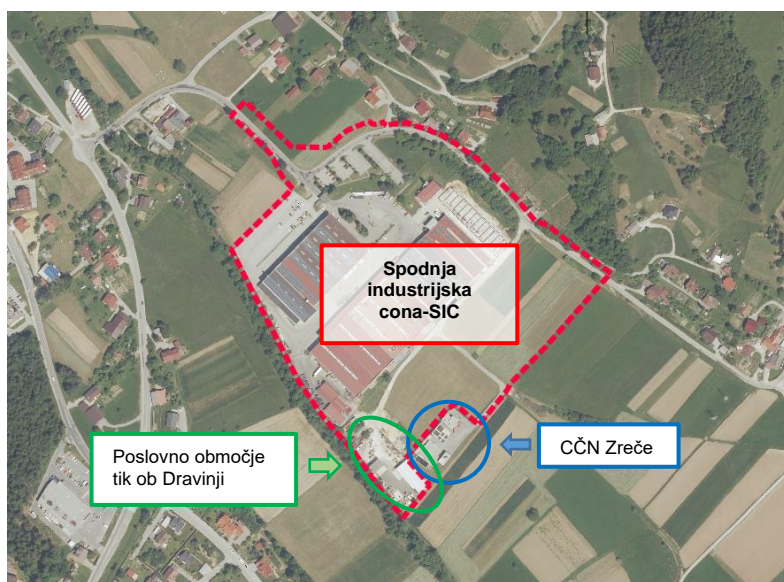 Spodnja
industrijska
cona-SIC
Poslovno območje
tik ob Dravinji
CČN Zreče